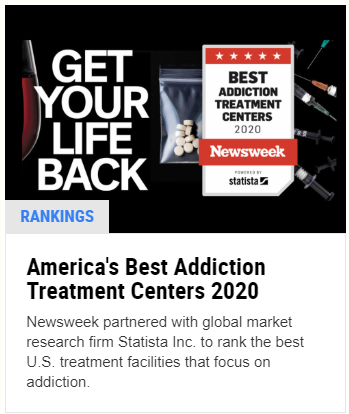 GET
YOUR
LIFE
BACK
★★★★★
BEST
ADDICTION
TREATMENT
CENTERS
2020
Newsweek
POWERED BY
statista
RANKINGS
America's Best Addiction
Treatment Centers 2020
Newsweek partnered with global market
research firm Statista Inc. to rank the best
U.S. treatment facilities that focus on
addiction.